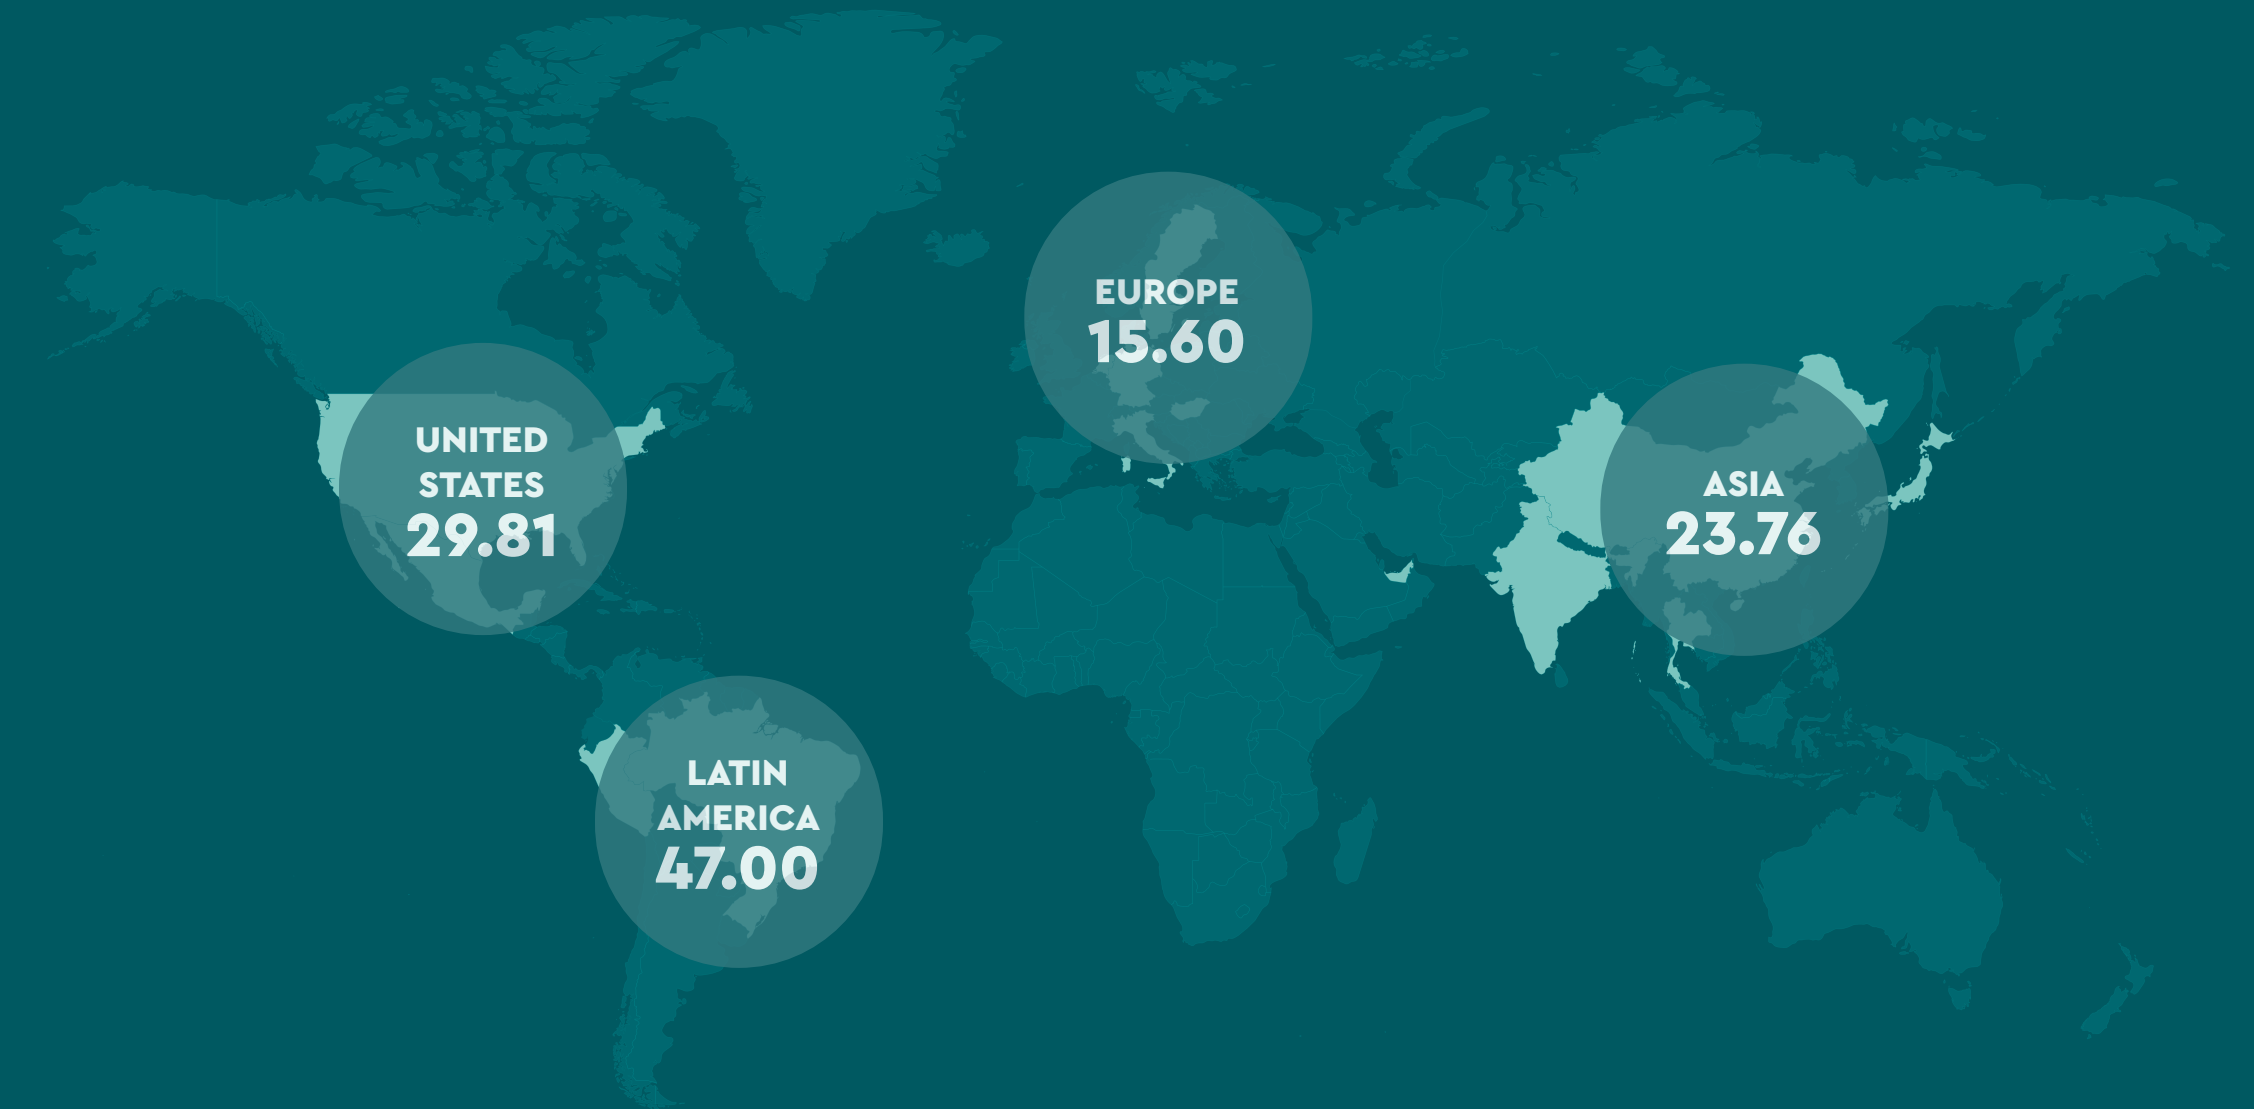 EUROPE
15.60
UNITED
STATES
29.81
ASIA
23.76
LATIN
AMERICA
47.00